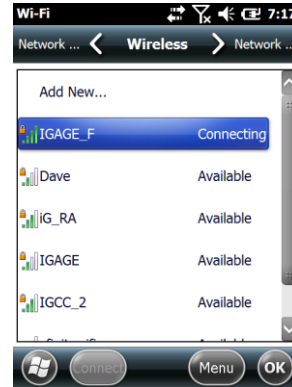 Wi-Fi 7:17
Network ... Wireless Network ..
Add New...
IGAGE_F Connecting
Dave Available
iG_RA Available
IGAGE Available
IGCC_2 Available
Connect Menu OK